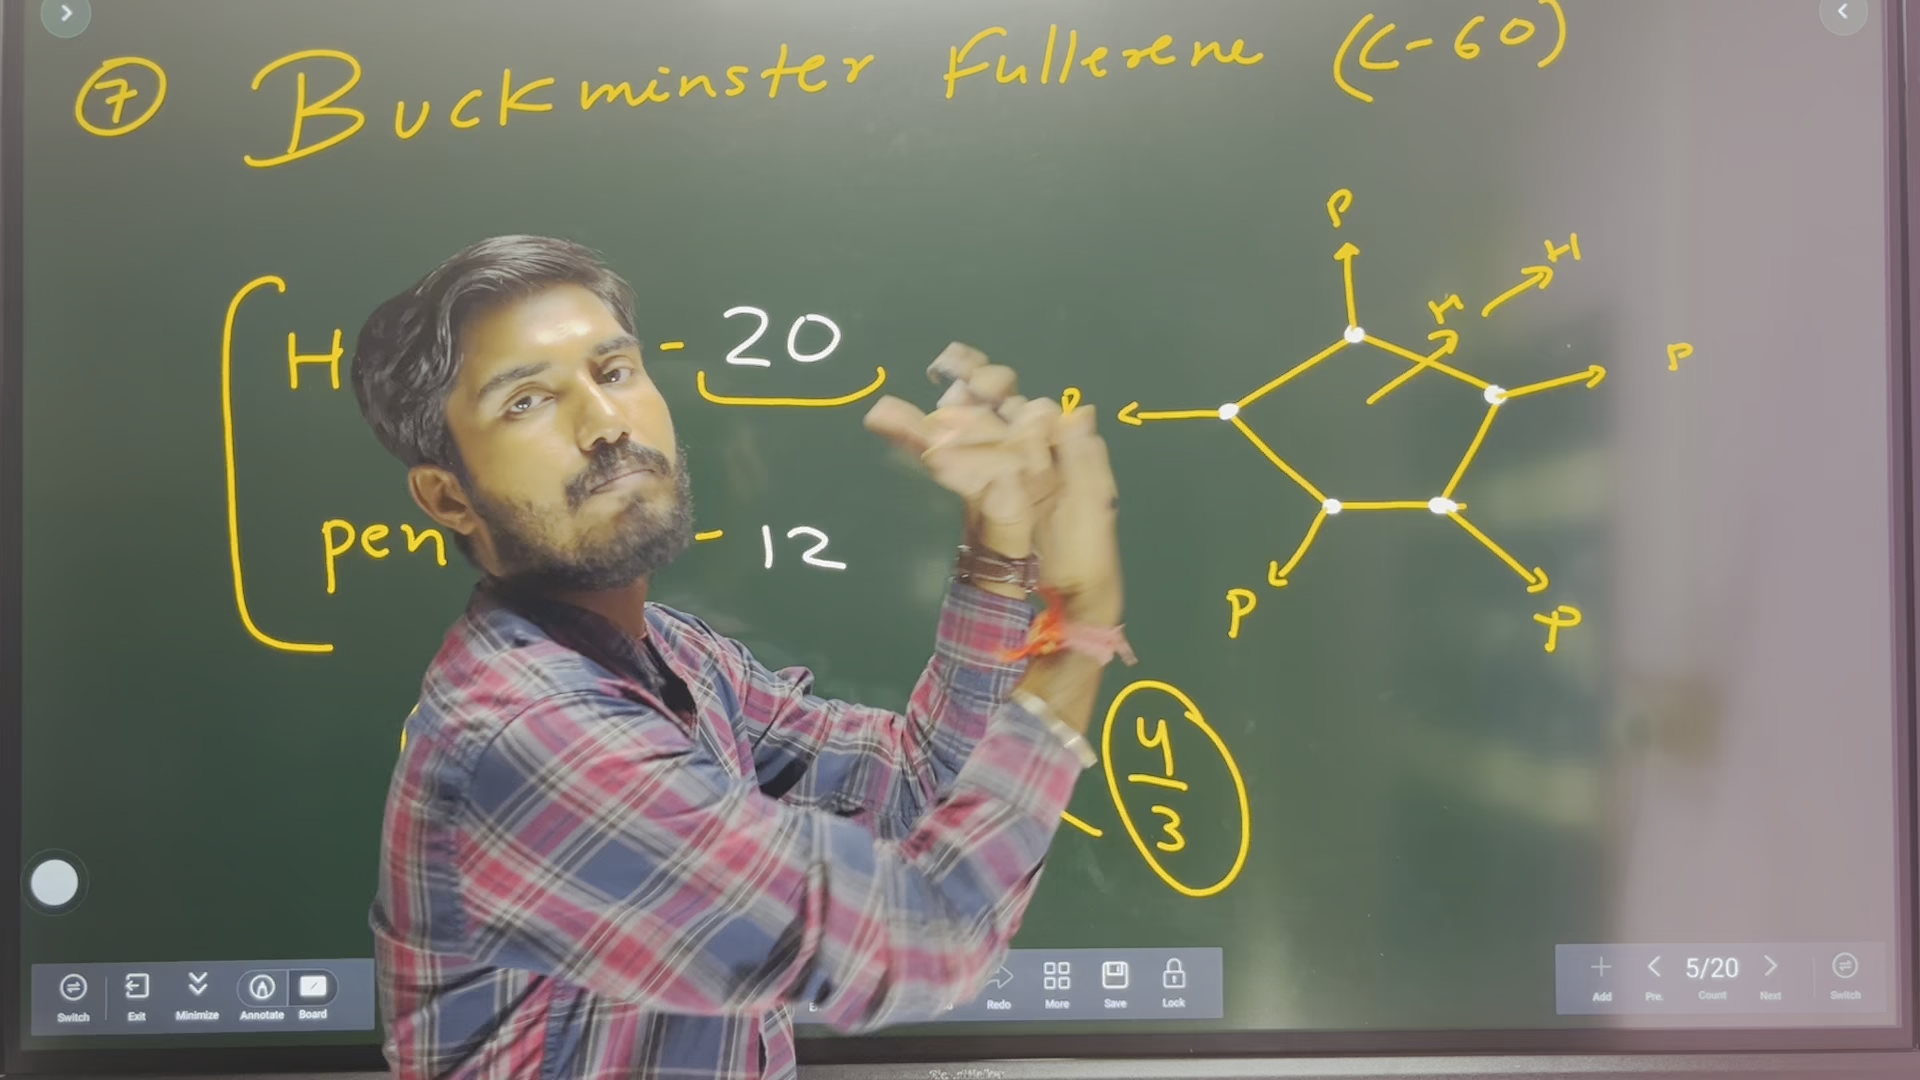 7 Buckminster Fullerene (C-60)
H - 20
pen - 12
P
H
H
P
P
P
P
4/3
Switch Exit Minimize Annotate Board
Redo More Save Lock
5/20
Add Pre. Count Next Switch